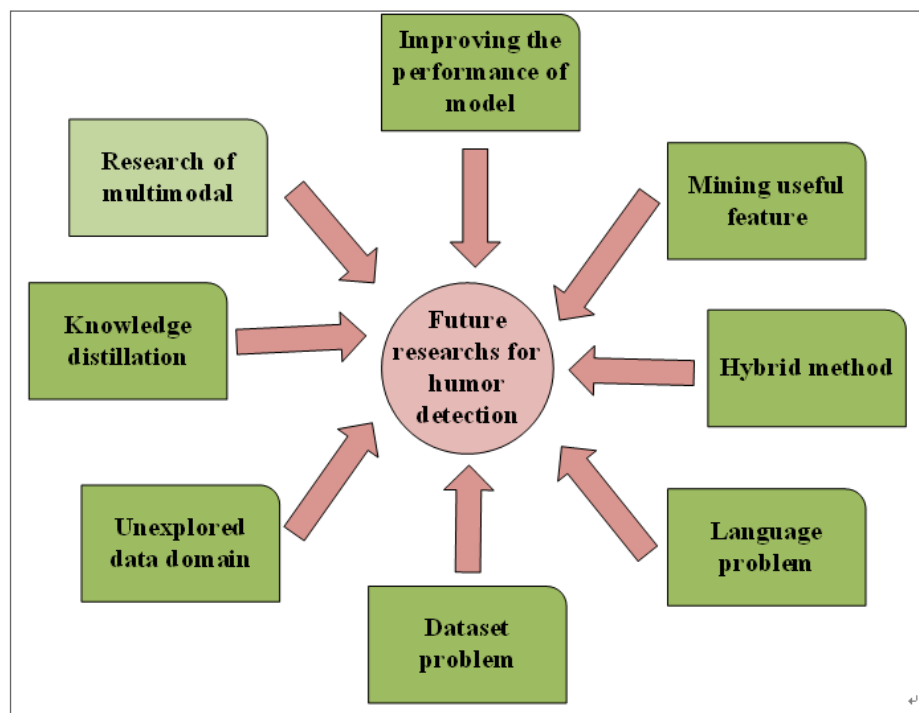 Improving the
performance of
model
Research of
multimodal
Mining useful
feature
Knowledge
distillation
Future
researchs for
humor
detection
Hybrid method
Unexplored
data domain
Language
problem
Dataset
problem